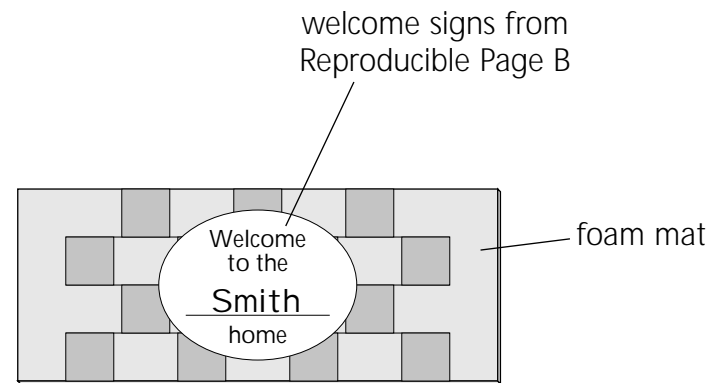 welcome signs from
Reproducible Page B
foam mat
Welcome
to the
Smith
home